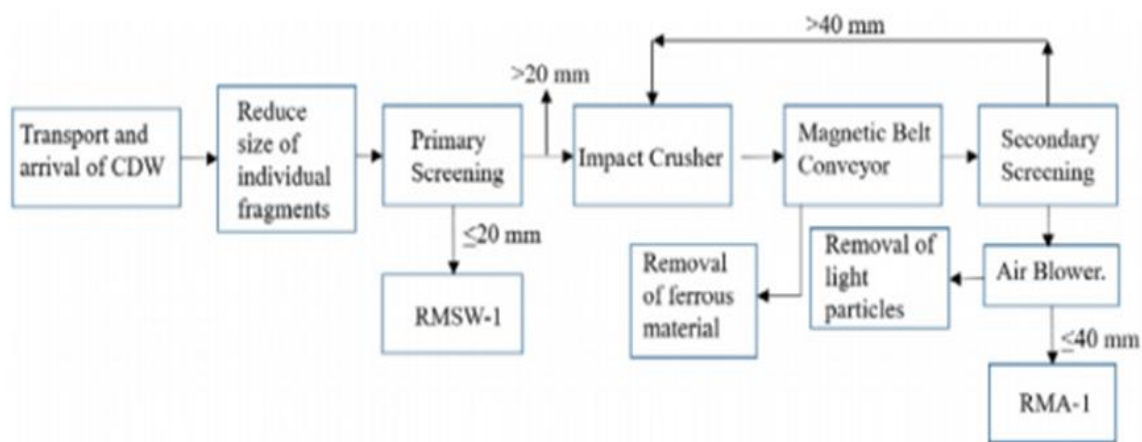 >40 mm
>20 mm
Transport and
arrival of CDW
Reduce
size of
individual
fragments
Primary
Screening
Impact Crusher
Magnetic Belt
Conveyor
Secondary
Screening
≤20 mm
RMSW-1
Removal
of ferrous
material
Removal of
light
particles
Air Blower.
≤40 mm
RMA-1